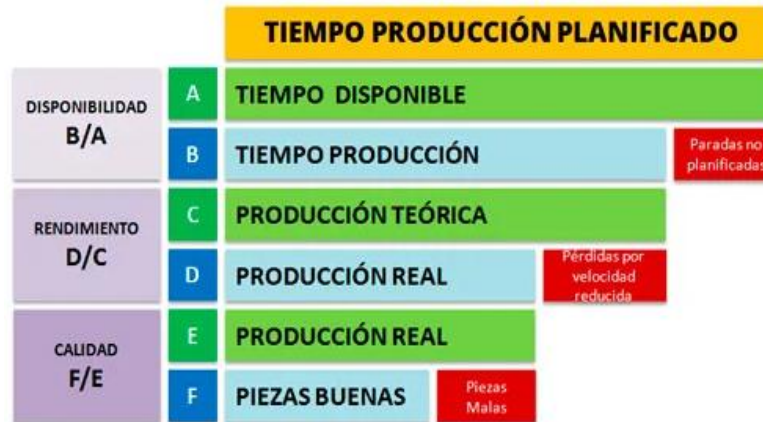 TIEMPO PRODUCCIÓN PLANIFICADO
DISPONIBILIDAD
B/A
A
TIEMPO DISPONIBLE
B
TIEMPO PRODUCCIÓN
Paradas no
planificadas
RENDIMIENTO
D/C
C
PRODUCCIÓN TEÓRICA
D
PRODUCCIÓN REAL
Pérdidas por
velocidad
reducida
CALIDAD
F/E
E
PRODUCCIÓN REAL
F
PIEZAS BUENAS
Piezas
Malas